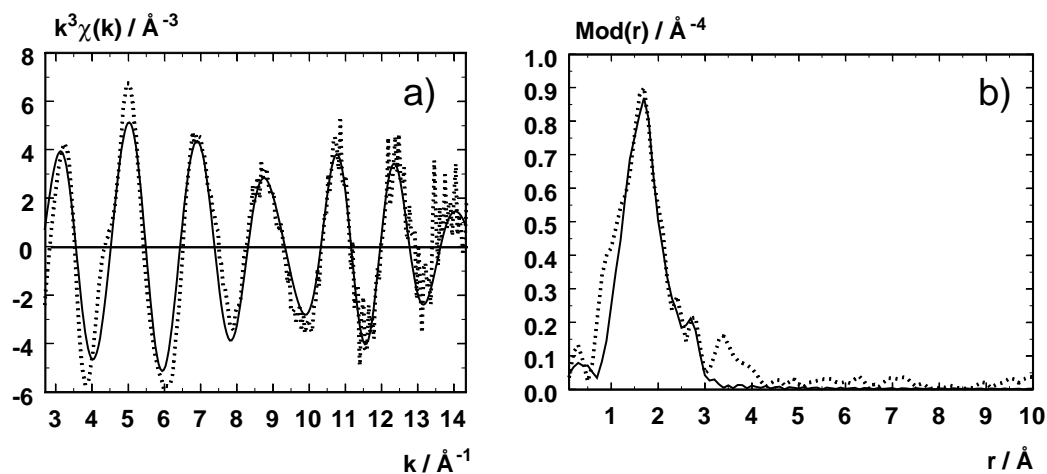 k³χ(k) / Å⁻³
a)
8
6
4
2
0
-2
-4
-6
3 4 5 6 7 8 9 10 11 12 13 14
k / Å⁻¹
Mod(r) / Å⁻⁴
b)
1.0
0.9
0.8
0.7
0.6
0.5
0.4
0.3
0.2
0.1
0.0
1 2 3 4 5 6 7 8 9 10
r / Å